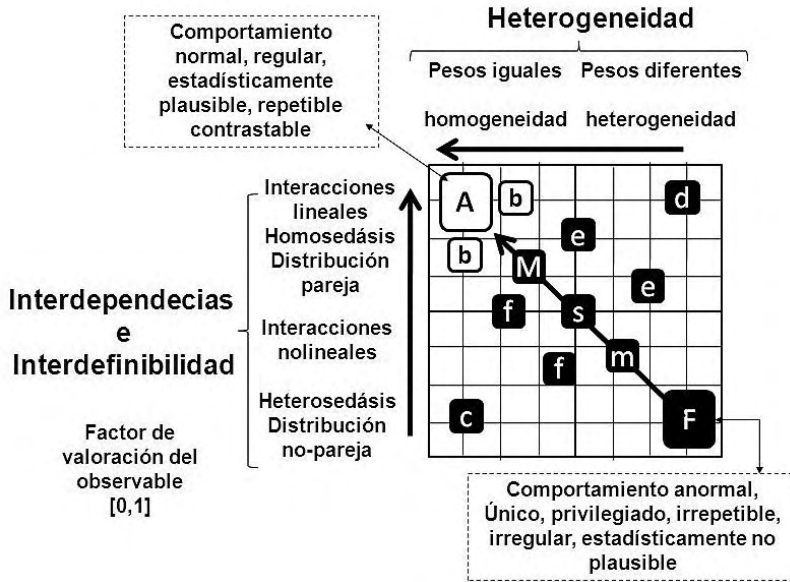 Heterogeneidad
Comportamiento
normal, regular,
estadísticamente
plausible, repetible
contrastable
Pesos iguales
Pesos diferentes
homogeneidad
heterogeneidad
Interacciones
lineales
Homosedásis
Distribución
pareja
Interdependecias
e
Interdefinibilidad
Interacciones
nolineales
Heterosedásis
Distribución
no-pareja
Factor de
valoración del
observable
[0,1]
A
b
d
b
e
M
e
f
s
f
m
c
F
Comportamiento anormal,
Único, privilegiado, irrepetible,
irregular, estadísticamente no
plausible